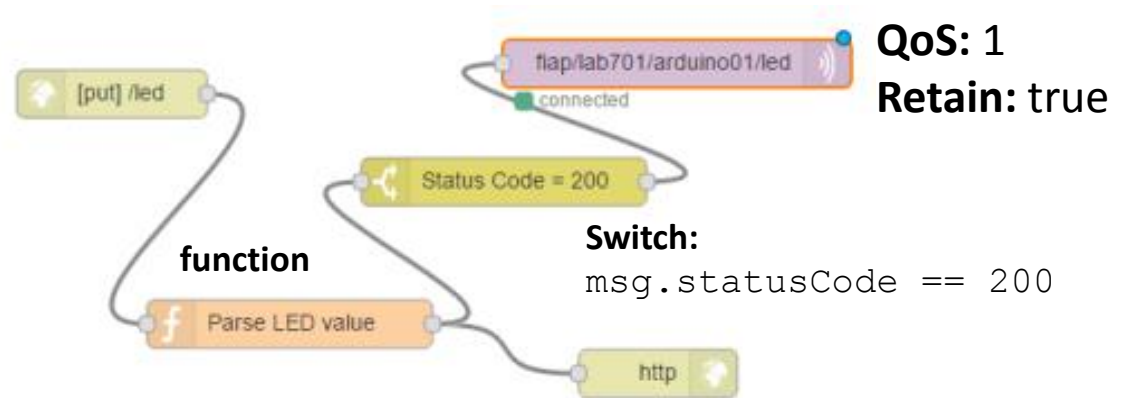 [put] /led
fiap/lab701/arduino01/led
connected
QoS: 1
Retain: true
Status Code = 200
function
Switch:
msg.statusCode == 200
Parse LED value
http